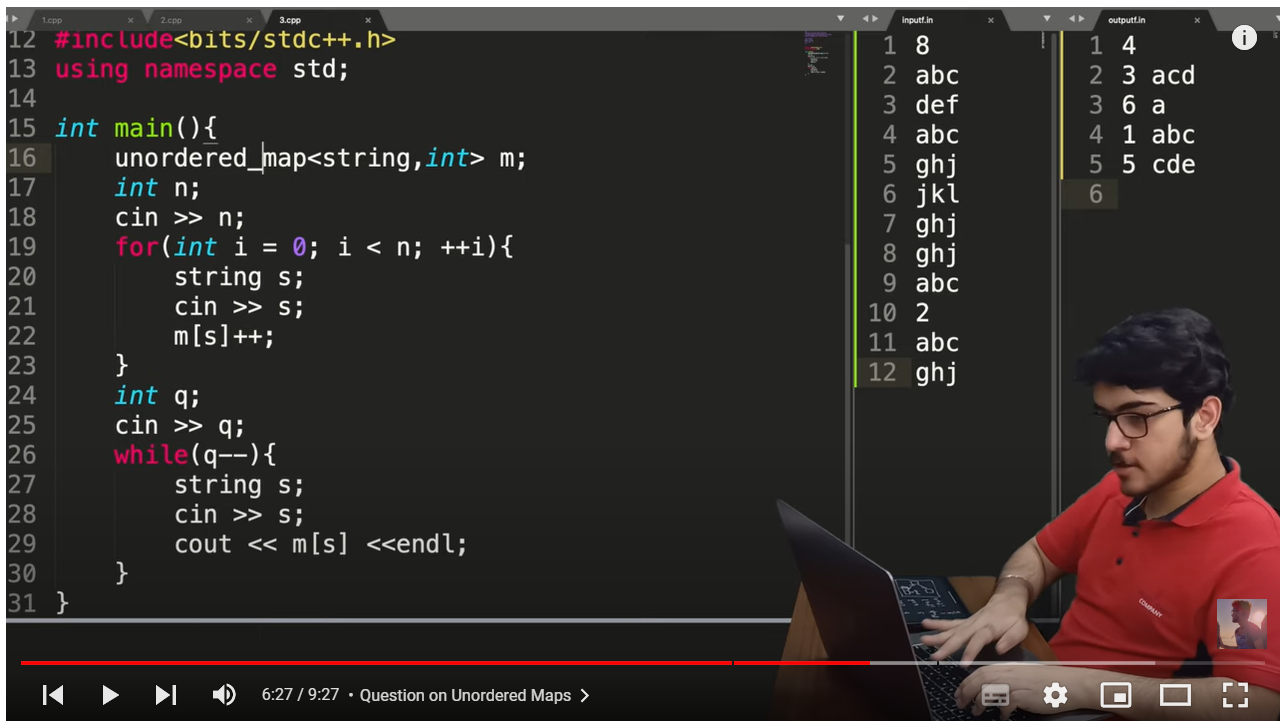 1.cpp
2.cpp
3.cpp
12 #include<bits/stdc++.h>
13 using namespace std;
14
15 int main(){
16 unordered_map<string,int> m;
17 int n;
18 cin >> n;
19 for(int i = 0; i < n; ++i){
20 string s;
21 cin >> s;
22 m[s]++;
23 }
24 int q;
25 cin >> q;
26 while(q--){
27 string s;
28 cin >> s;
29 cout << m[s] <<endl;
30 }
31 }
inputf.in
1 8
2 abc
3 def
4 abc
5 ghj
6 jkl
7 ghj
8 ghj
9 abc
10 2
11 abc
12 ghj
outputf.in
1 4
2 3 acd
3 6 a
4 1 abc
5 5 cde
6
COMPANY
6:27 / 9:27 • Question on Unordered Maps